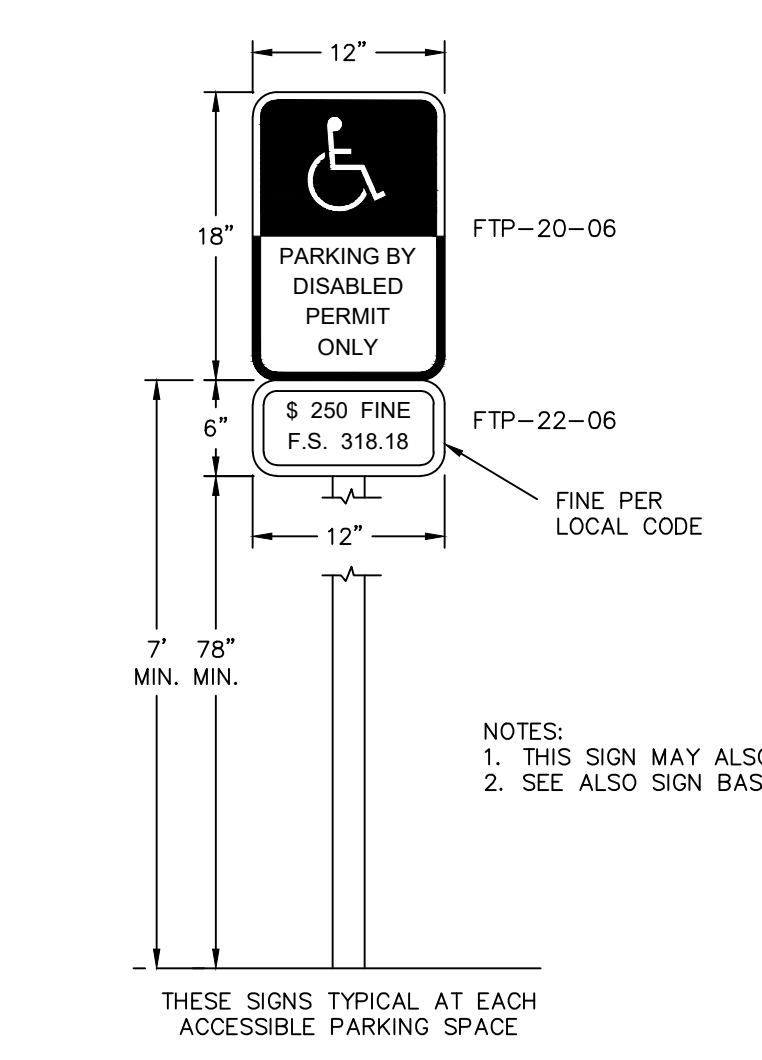 12"
18"
FTP-20-06
PARKING BY
DISABLED
PERMIT
ONLY
6"
$ 250 FINE
F.S. 318.18
FTP-22-06
FINE PER
LOCAL CODE
12"
7' 78"
MIN. MIN.
NOTES:
1. THIS SIGN MAY ALSO
2. SEE ALSO SIGN BAS
THESE SIGNS TYPICAL AT EACH
ACCESSIBLE PARKING SPACE